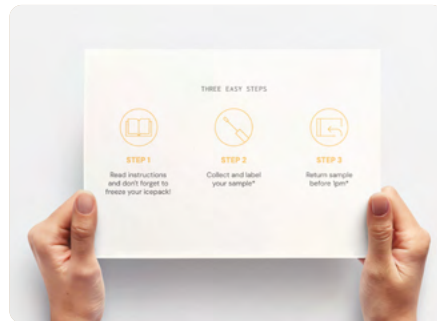 THREE EASY STEPS
STEP 1
Read instructions
and don't forget to
freeze your icepack!
STEP 2
Collect and label
your sample*
STEP 3
Return sample
before 1pm*